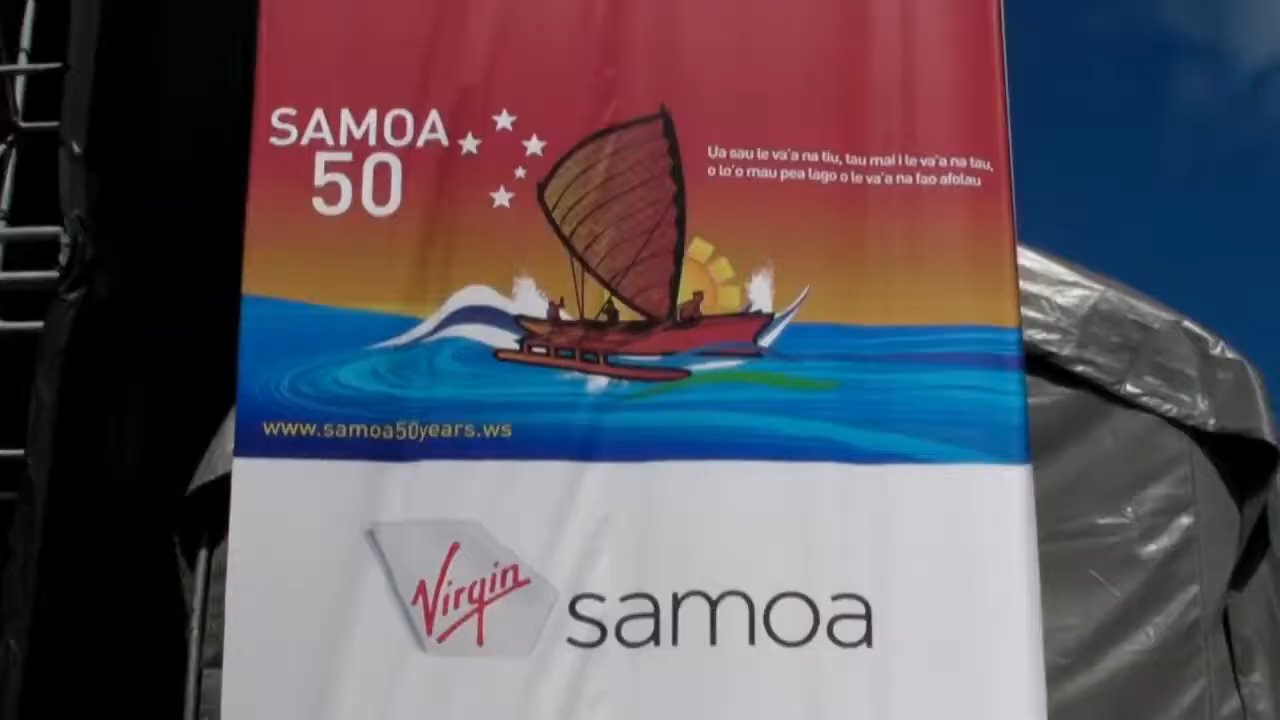 SAMOA
50
Ua sau le va'a na tiu, tau mai i le va'a na tau,
o lo'o mau pea lago o le va'a na fao afolau
www.samoa50years.ws
Virgin samoa